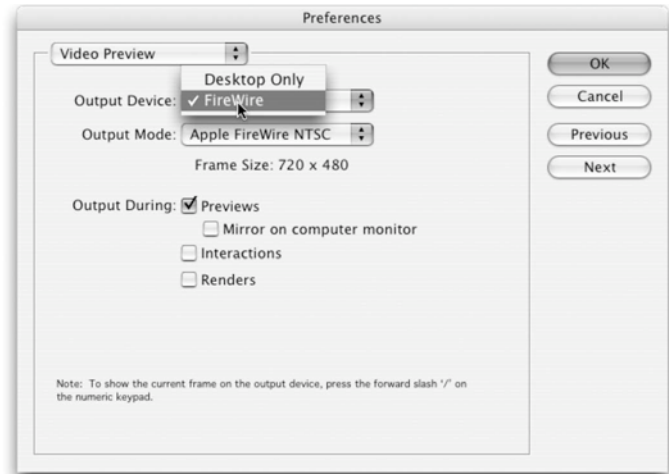 Preferences
Video Preview
OK
Desktop Only
Output Device: ✓ FireWire
Cancel
Output Mode: Apple FireWire NTSC
Previous
Frame Size: 720 x 480
Next
Output During: Previews
Mirror on computer monitor
Interactions
Renders
Note: To show the current frame on the output device, press the forward slash '/' on
the numeric keypad.